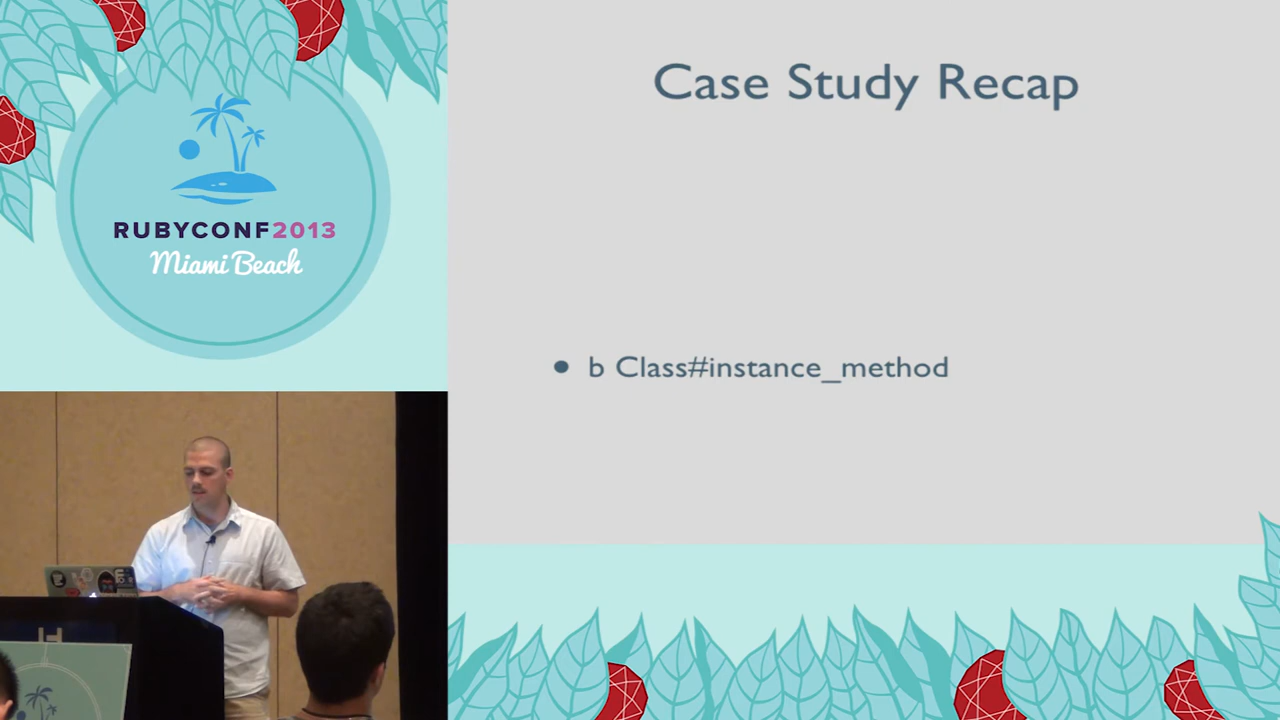 RUBYCONF2013
Miami Beach
Case Study Recap
• b Class#instance_method